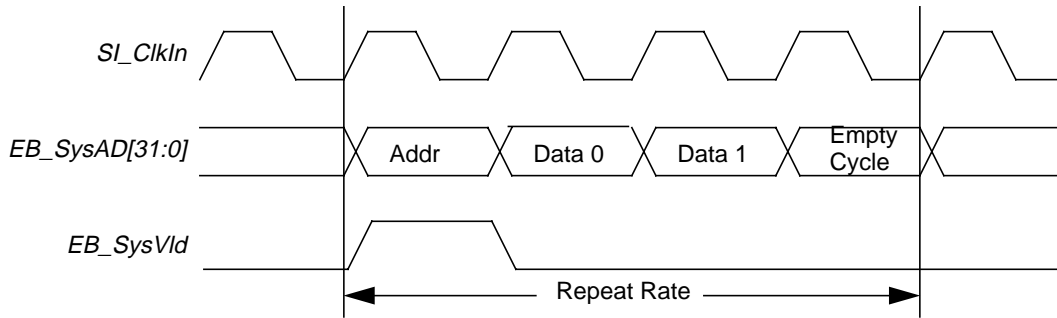 SI_ClkIn
EB_SysAD[31:0]
Addr
Data 0
Data 1
Empty
Cycle
EB_SysVld
Repeat Rate